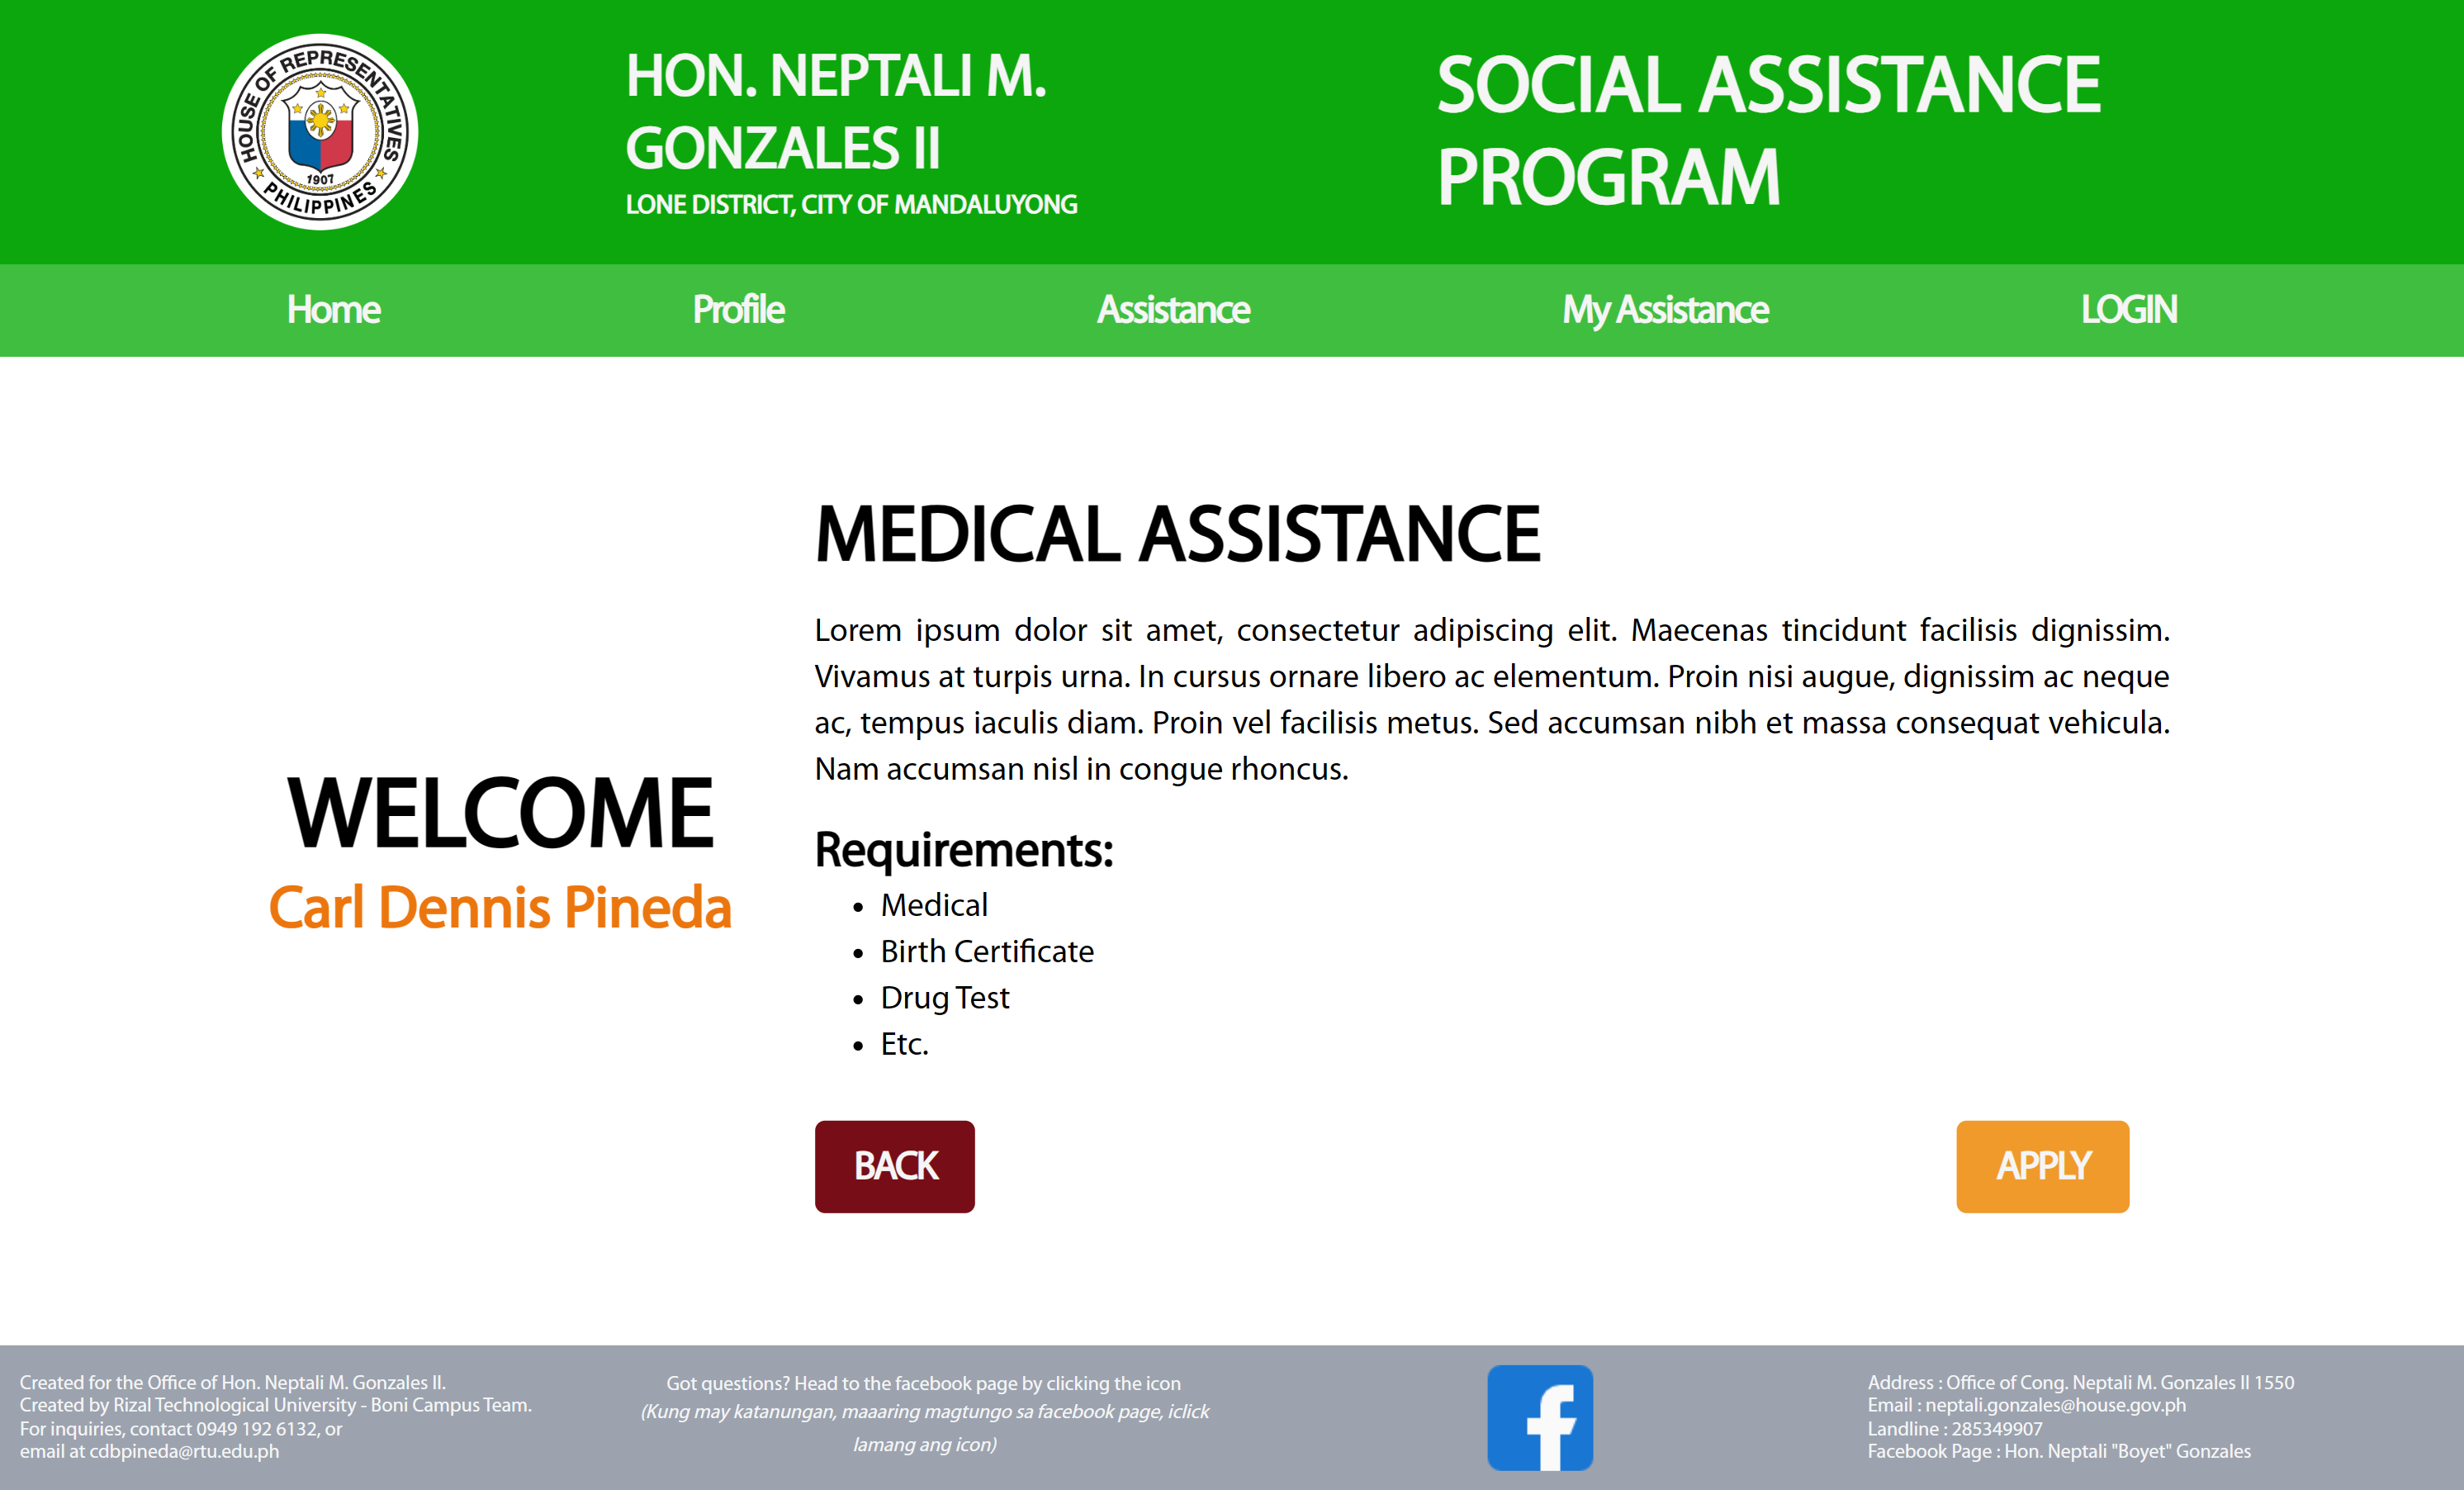 HOUSE OF REPRESENTATIVES
1907
PHILIPPINES
HON. NEPTALI M.
GONZALES II
LONE DISTRICT, CITY OF MANDALUYONG
SOCIAL ASSISTANCE
PROGRAM
Home
Profile
Assistance
My Assistance
LOGIN
WELCOME
Carl Dennis Pineda
MEDICAL ASSISTANCE
Lorem ipsum dolor sit amet, consectetur adipiscing elit. Maecenas tincidunt facilisis dignissim.
Vivamus at turpis urna. In cursus ornare libero ac elementum. Proin nisi augue, dignissim ac neque
ac, tempus iaculis diam. Proin vel facilisis metus. Sed accumsan nibh et massa consequat vehicula.
Nam accumsan nisl in congue rhoncus.
Requirements:
• Medical
• Birth Certificate
• Drug Test
• Etc.
BACK
APPLY
Created for the Office of Hon. Neptali M. Gonzales II.
Created by Rizal Technological University - Boni Campus Team.
For inquiries, contact 0949 192 6132, or
email at cdbpineda@rtu.edu.ph
Got questions? Head to the facebook page by clicking the icon
(Kung may katanungan, maaaring magtungo sa facebook page, iclick
lamang ang icon)
Address : Office of Cong. Neptali M. Gonzales II 1550
Email : neptali.gonzales@house.gov.ph
Landline : 285349907
Facebook Page : Hon. Neptali "Boyet" Gonzales